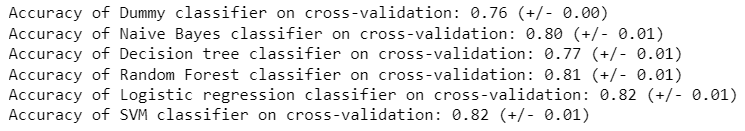 Accuracy of Dummy classifier on cross-validation: 0.76 (+/- 0.00)
Accuracy of Naive Bayes classifier on cross-validation: 0.80 (+/- 0.01)
Accuracy of Decision tree classifier on cross-validation: 0.77 (+/- 0.01)
Accuracy of Random Forest classifier on cross-validation: 0.81 (+/- 0.01)
Accuracy of Logistic regression classifier on cross-validation: 0.82 (+/- 0.01)
Accuracy of SVM classifier on cross-validation: 0.82 (+/- 0.01)